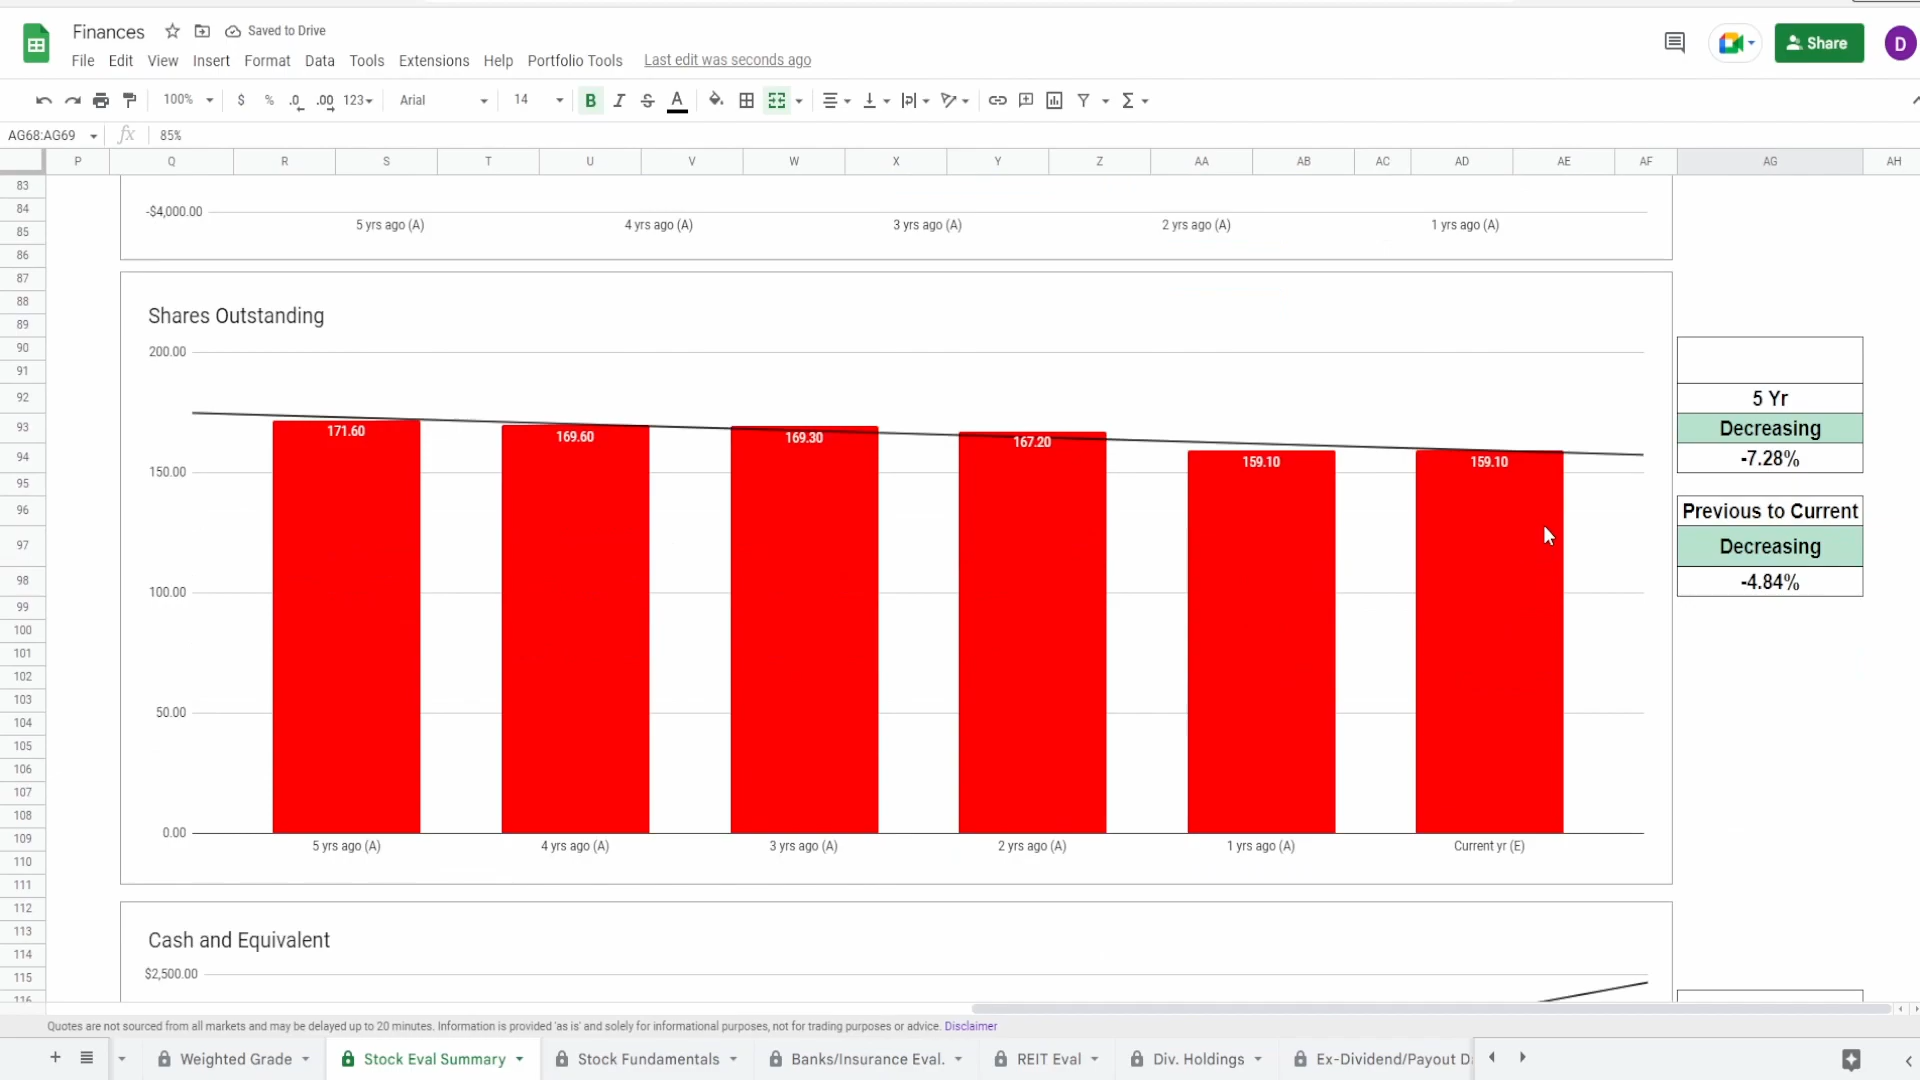 Finances
Saved to Drive
Share
D
File Edit View Insert Format Data Tools Extensions Help Portfolio Tools Last edit was seconds ago
100% $ % .0 .00 123 Arial 14 B I S A
AG68:AG69 fx 85%
P Q R S T U V W X Y Z AA AB AC AD AE AF AG AH
83
84
85
86
87
88
89
90
91
92
93
94
95
96
97
98
99
100
101
102
103
104
105
106
107
108
109
110
111
112
113
114
115
116
-$4,000.00
5 yrs ago (A) 4 yrs ago (A) 3 yrs ago (A) 2 yrs ago (A) 1 yrs ago (A)
Shares Outstanding
200.00
150.00
100.00
50.00
0.00
171.60 169.60 169.30 167.20 159.10 159.10
5 yrs ago (A) 4 yrs ago (A) 3 yrs ago (A) 2 yrs ago (A) 1 yrs ago (A) Current yr (E)
5 Yr
Decreasing
-7.28%
Previous to Current
Decreasing
-4.84%
Cash and Equivalent
$2,500.00
Quotes are not sourced from all markets and may be delayed up to 20 minutes. Information is provided 'as is' and solely for informational purposes, not for trading purposes or advice. Disclaimer
Weighted Grade Stock Eval Summary Stock Fundamentals Banks/Insurance Eval. REIT Eval Div. Holdings Ex-Dividend/Payout D